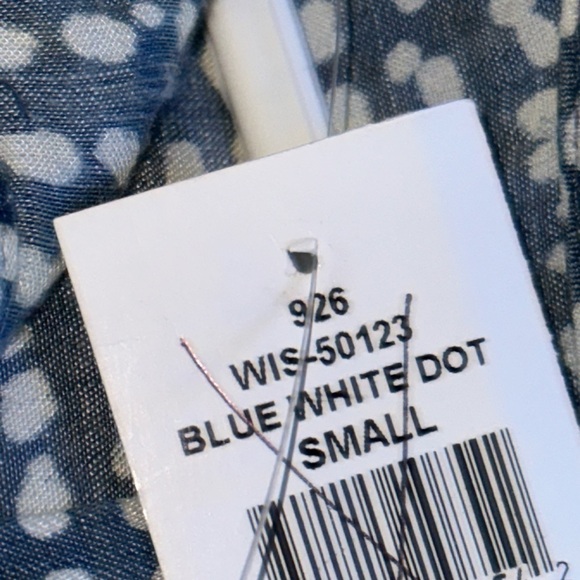 926
WIS-50123
BLUE WHITE DOT
SMALL